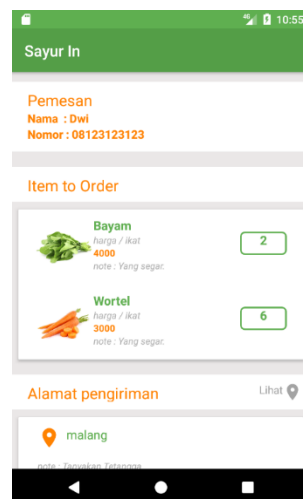 46 10:55
Sayur In
Pemesan
Nama : Dwi
Nomor : 08123123123
Item to Order
Bayam
harga / ikat
4000
note : Yang segar.
2
Wortel
harga / ikat
3000
note : Yang segar.
6
Alamat pengiriman
Lihat
malang
note : Tanyakan Tetangga